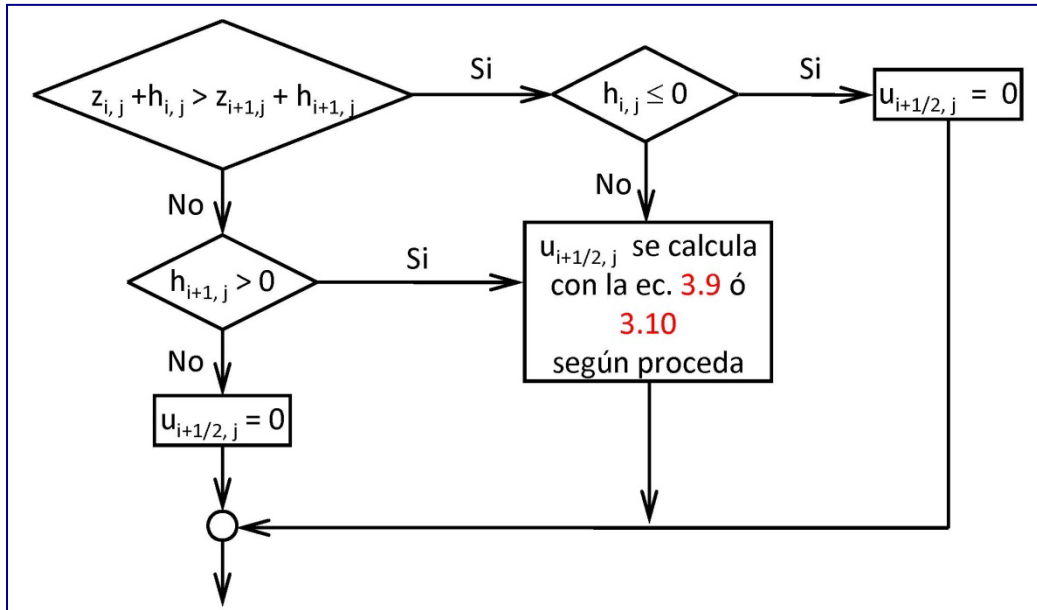 z_{i, j} +h_{i, j} > z_{i+1,j} + h_{i+1, j}
Si
h_{i, j} ≤ 0
Si
u_{i+1/2, j} = 0
No
No
h_{i+1, j} > 0
Si
u_{i+1/2, j} se calcula
con la ec. 3.9 ó
3.10
según proceda
No
u_{i+1/2, j} = 0